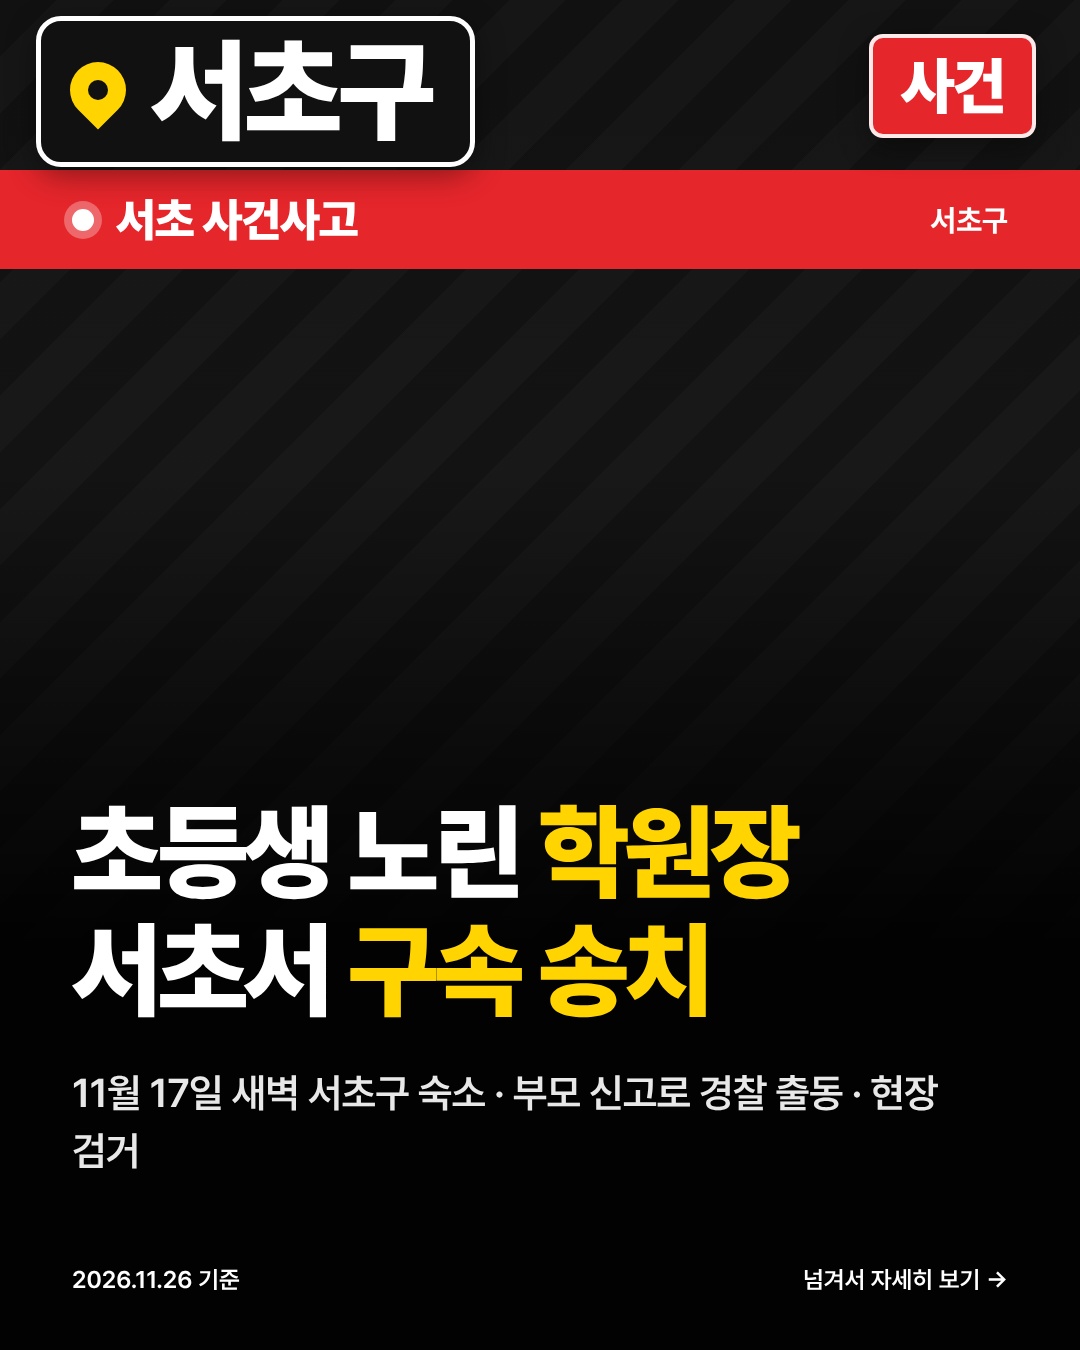 서초구
사건
서초 사건사고
서초구
초등생 노린 학원장
서초서 구속 송치
11월 17일 새벽 서초구 숙소 · 부모 신고로 경찰 출동 · 현장
검거
2026.11.26 기준
넘겨서 자세히 보기 →